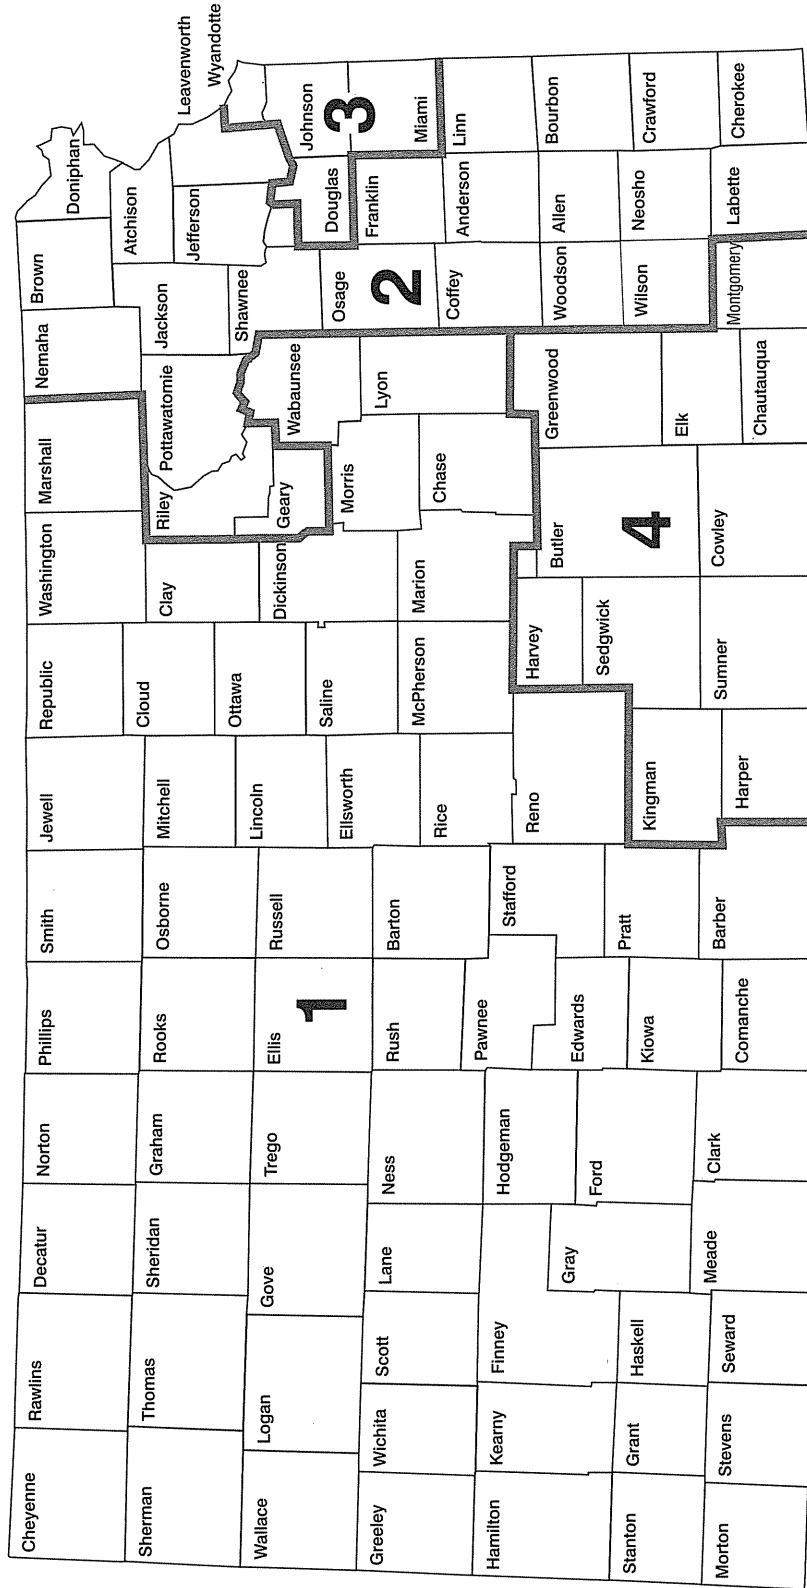 Cheyenne
Rawlins
Decatur
Norton
Phillips
Smith
Jewell
Republic
Washington
Marshall
Nemaha
Brown
Doniphan
Sherman
Thomas
Sheridan
Graham
Rooks
Osborne
Mitchell
Cloud
Clay
Riley
Pottawatomie
Jackson
Atchison
Jefferson
Leavenworth
Wyandotte
Wallace
Logan
Gove
Trego
Ellis
Russell
Lincoln
Ottawa
Dickinson
Geary
Wabaunsee
Shawnee
Douglas
Johnson
1
Ellsworth
Saline
Morris
Osage
3
Greeley
Wichita
Scott
Lane
Ness
Rush
Barton
Rice
McPherson
Marion
Chase
Lyon
2
Coffey
Franklin
Miami
Anderson
Linn
Hamilton
Kearny
Finney
Hodgeman
Pawnee
Stafford
Reno
Harvey
Butler
Greenwood
Woodson
Allen
Bourbon
Gray
Ford
Edwards
Sedgwick
4
Stanton
Grant
Haskell
Kiowa
Pratt
Kingman
Elk
Wilson
Neosho
Crawford
Morton
Stevens
Seward
Meade
Clark
Comanche
Barber
Harper
Sumner
Cowley
Chautauqua
Montgomery
Labette
Cherokee